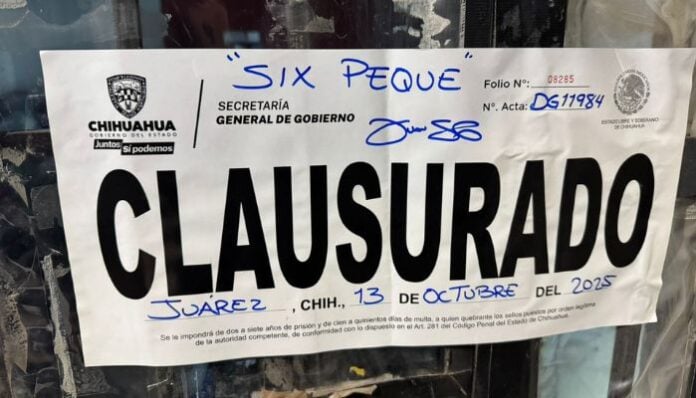 "SIX PEQUE"
Folio Nº: 08285
Nº. Acta: DG11984
SECRETARÍA
GENERAL DE GOBIERNO
CHIHUAHUA
GOBIERNO DEL ESTADO
Juntos Sí podemos
ESTADO LIBRE Y SOBERANO
DE CHIHUAHUA
CLAUSURADO
JUÁREZ, CHIH., 13 DE OCTUBRE DEL 2025
Se le impondrá de dos a siete años de prisión y de cien a quinientos días de multa, a quien quebrante los sellos puestos por orden legítima
de la autoridad competente, de conformidad con lo dispuesto en el Art. 281 del Código Penal del Estado de Chihuahua.